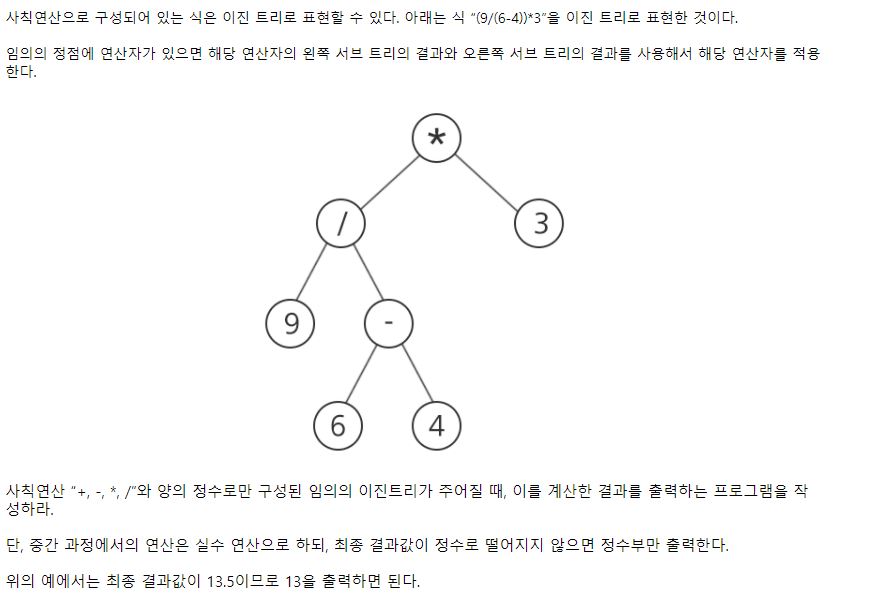 사칙연산으로 구성되어 있는 식은 이진 트리로 표현할 수 있다. 아래는 식 “(9/(6-4))*3”을 이진 트리로 표현한 것이다.
임의의 정점에 연산자가 있으면 해당 연산자의 왼쪽 서브 트리의 결과와 오른쪽 서브 트리의 결과를 사용해서 해당 연산자를 적용
한다.
*
/ 3
9 -
6 4
사칙연산 “+, -, *, /”와 양의 정수로만 구성된 임의의 이진트리가 주어질 때, 이를 계산한 결과를 출력하는 프로그램을 작
성하라.
단, 중간 과정에서의 연산은 실수 연산으로 하되, 최종 결과값이 정수로 떨어지지 않으면 정수부만 출력한다.
위의 예에서는 최종 결과값이 13.5이므로 13을 출력하면 된다.